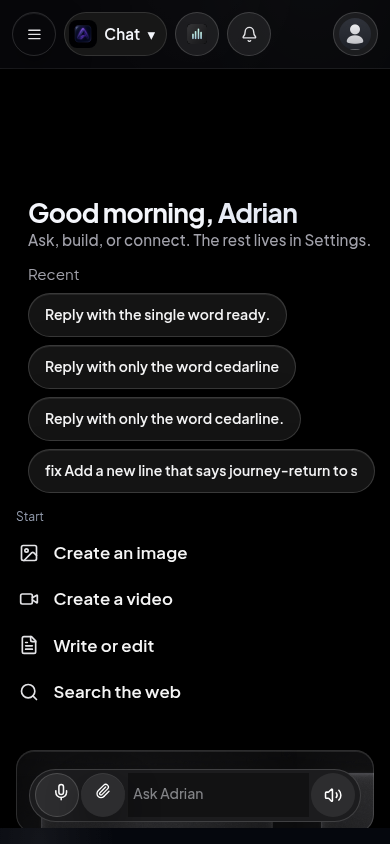 Chat ▾
Good morning, Adrian
Ask, build, or connect. The rest lives in Settings.
Recent
Reply with the single word ready.
Reply with only the word cedarline
Reply with only the word cedarline.
fix Add a new line that says journey-return to s
Start
Create an image
Create a video
Write or edit
Search the web
Ask Adrian